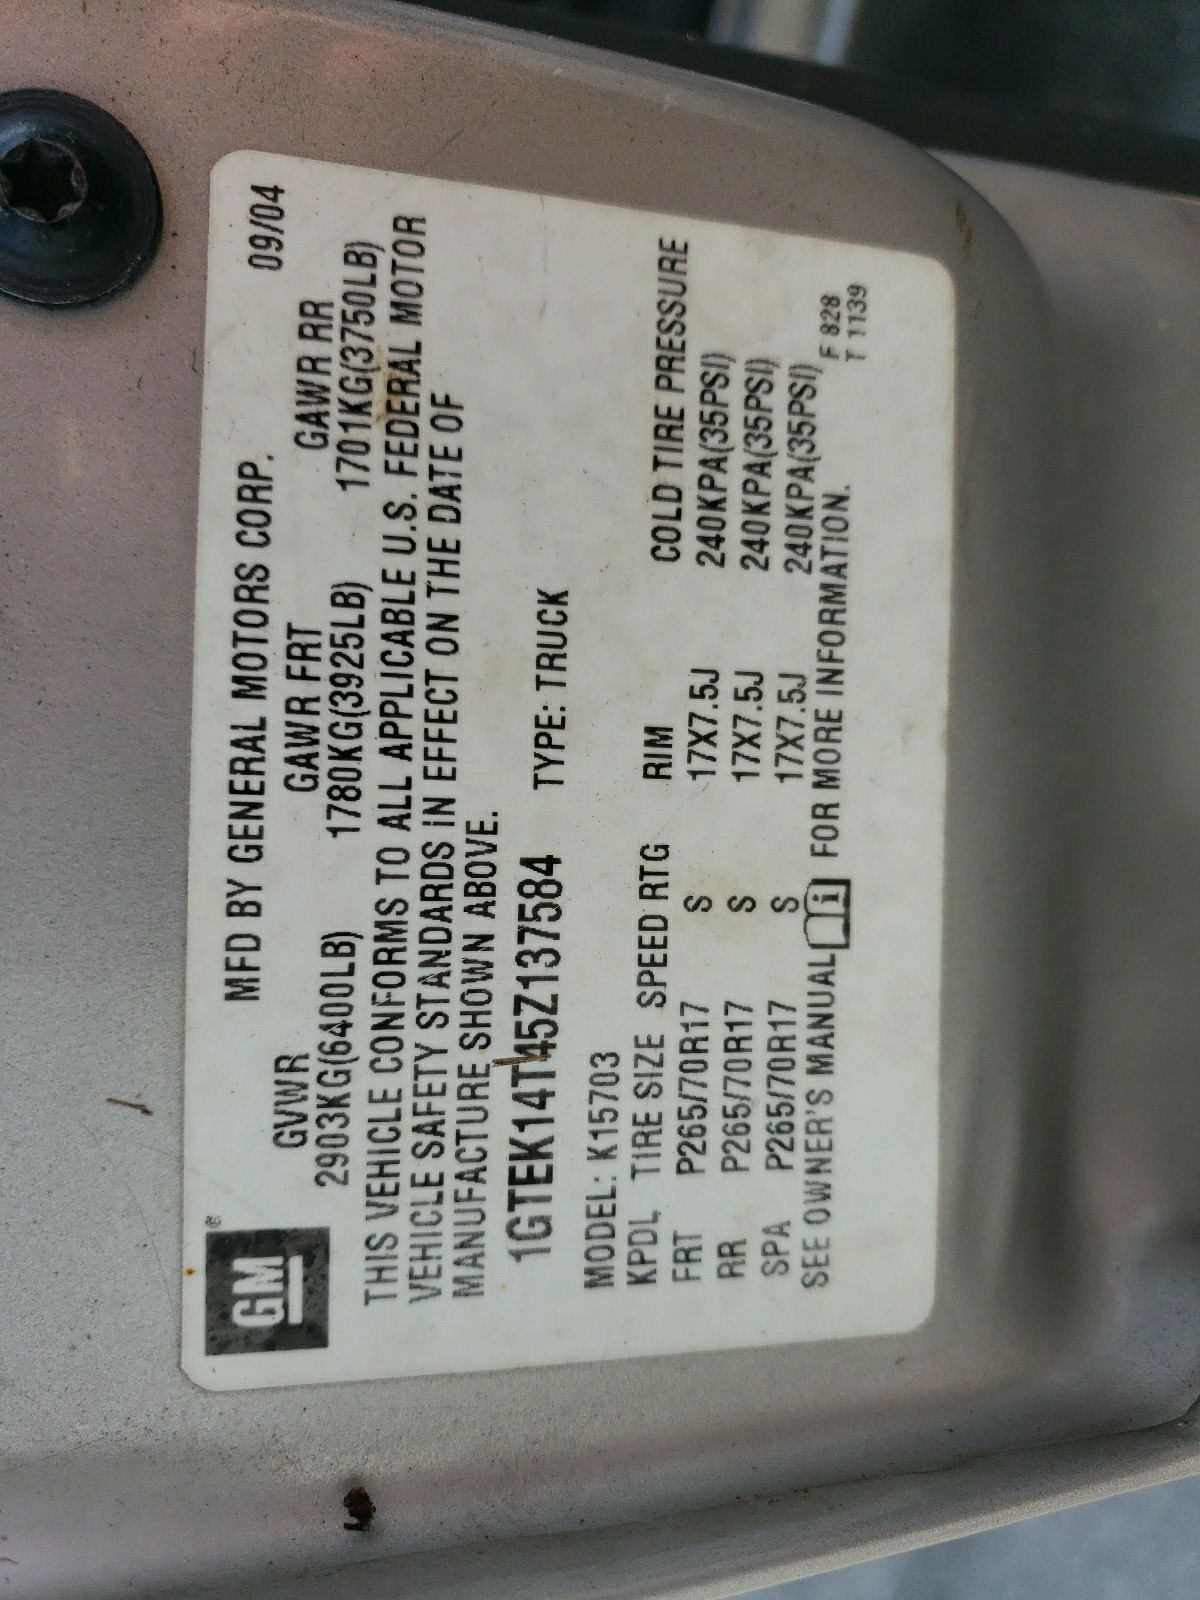 GM®
MFD BY GENERAL MOTORS CORP. 09/04
GVWR GAWR FRT GAWR RR
2903KG(6400LB) 1780KG(3925LB) 1701KG(3750LB)
THIS VEHICLE CONFORMS TO ALL APPLICABLE U.S. FEDERAL MOTOR
VEHICLE SAFETY STANDARDS IN EFFECT ON THE DATE OF
MANUFACTURE SHOWN ABOVE.
1GTEK14T45Z137584 TYPE: TRUCK
MODEL: K15703
KPDL TIRE SIZE SPEED RTG RIM COLD TIRE PRESSURE
FRT P265/70R17 S 17X7.5J 240KPA(35PSI)
RR P265/70R17 S 17X7.5J 240KPA(35PSI)
SPA P265/70R17 S 17X7.5J 240KPA(35PSI)
SEE OWNER'S MANUAL i FOR MORE INFORMATION.
F 828
T 1139